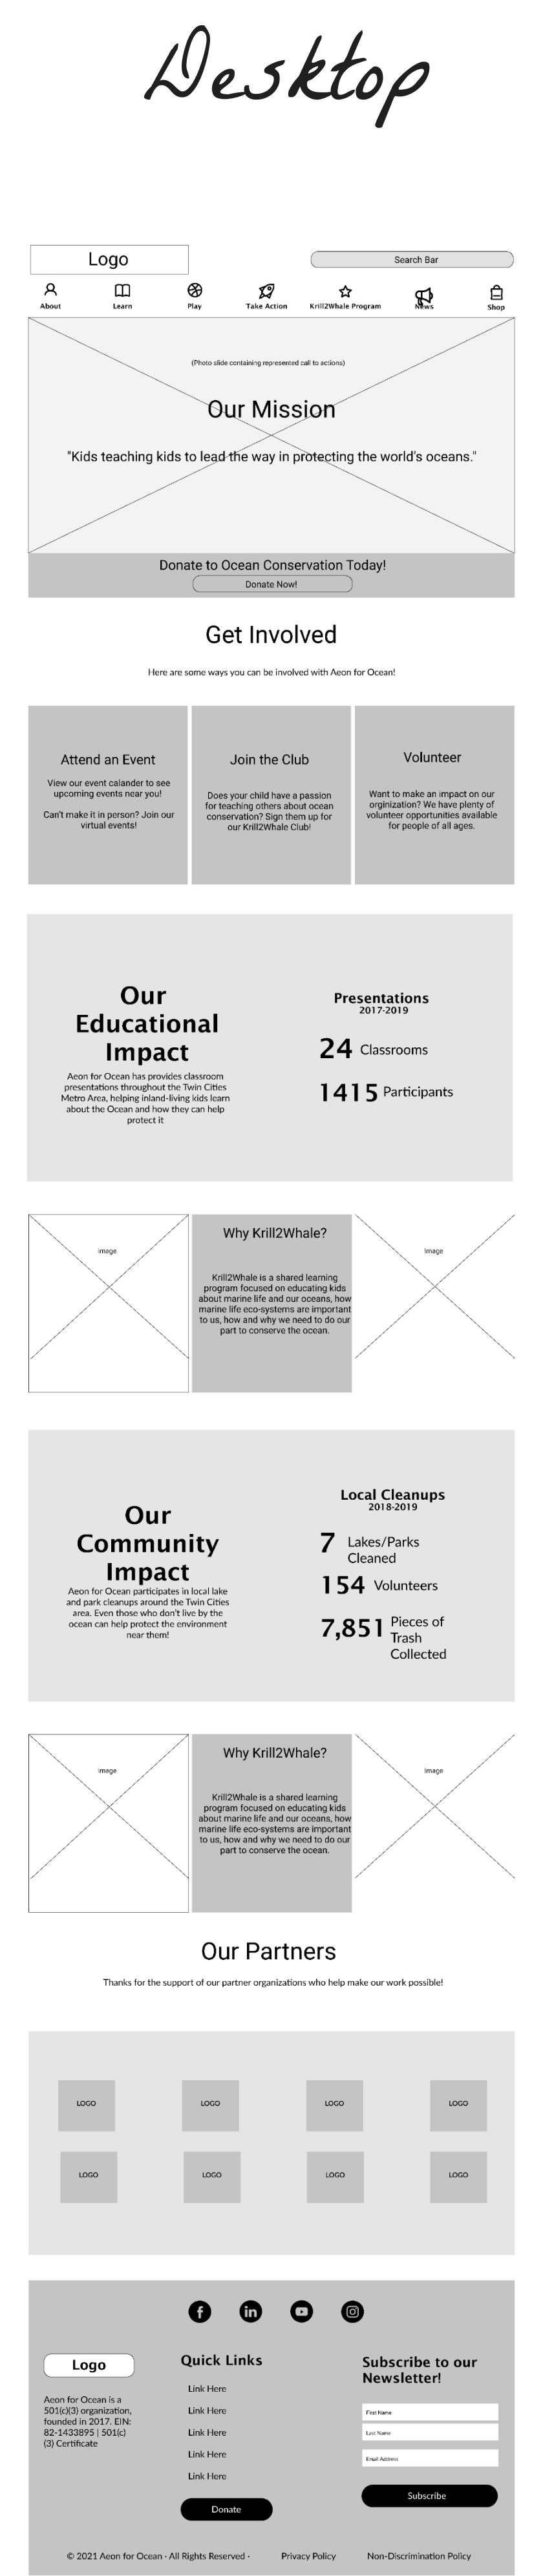 Desktop
Logo
Search Bar
About
Learn
Play
Take Action
Krill2Whale Program
News
Shop
(Photo slide containing represented call to actions)
Our Mission
"Kids teaching kids to lead the way in protecting the world's oceans."
Donate to Ocean Conservation Today!
Donate Now!
Get Involved
Here are some ways you can be involved with Aeon for Ocean!
Attend an Event
View our event calander to see
upcoming events near you!
Can't make it in person? Join our
virtual events!
Join the Club
Does your child have a passion
for teaching others about ocean
conservation? Sign them up for
our Krill2Whale Club!
Volunteer
Want to make an impact on our
orginization? We have plenty of
volunteer opportunities available
for people of all ages.
Our
Educational
Impact
Aeon for Ocean has provides classroom
presentations throughout the Twin Cities
Metro Area, helping inland-living kids learn
about the Ocean and how they can help
protect it
Presentations
2017-2019
24 Classrooms
1415 Participants
Image
Why Krill2Whale?
Krill2Whale is a shared learning
program focused on educating kids
about marine life and our oceans, how
marine life eco-systems are important
to us, how and why we need to do our
part to conserve the ocean.
Image
Our
Community
Impact
Aeon for Ocean participates in local lake
and park cleanups around the Twin Cities
area. Even those who don't live by the
ocean can help protect the environment
near them!
Local Cleanups
2018-2019
7 Lakes/Parks
Cleaned
154 Volunteers
7,851 Pieces of
Trash
Collected
Image
Why Krill2Whale?
Krill2Whale is a shared learning
program focused on educating kids
about marine life and our oceans, how
marine life eco-systems are important
to us, how and why we need to do our
part to conserve the ocean.
Image
Our Partners
Thanks for the support of our partner organizations who help make our work possible!
LOGO
LOGO
LOGO
LOGO
LOGO
LOGO
LOGO
LOGO
Logo
Aeon for Ocean is a
501(c)(3) organization,
founded in 2017. EIN:
82-1433895 | 501(c)
(3) Certificate
Quick Links
Link Here
Link Here
Link Here
Link Here
Link Here
Donate
Subscribe to our
Newsletter!
First Name
Last Name
Email Address
Subscribe
© 2021 Aeon for Ocean · All Rights Reserved ·
Privacy Policy
Non-Discrimination Policy